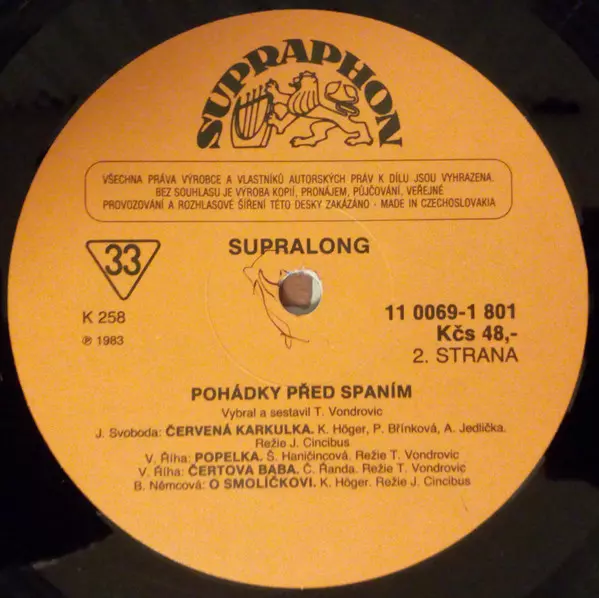 SUPRAPHON
VŠECHNA PRÁVA VÝROBCE A VLASTNÍKŮ AUTORSKÝCH PRÁV K DÍLU JSOU VYHRAZENA.
BEZ SOUHLASU JE VÝROBA KOPIÍ, PRONÁJEM, PŮJČOVÁNÍ, VEŘEJNÉ
PROVOZOVÁNÍ A ROZHLASOVÉ ŠÍŘENÍ TÉTO DESKY ZAKÁZÁNO - MADE IN CZECHOSLOVAKIA
33
SUPRALONG
K 258
℗ 1983
11 0069-1 801
Kčs 48,-
2. STRANA
POHÁDKY PŘED SPANÍM
Vybral a sestavil T. Vondrovic
J. Svoboda: ČERVENÁ KARKULKA. K. Höger, P. Břínková, A. Jedlička.
Režie J. Cincibus
V. Říha: POPELKA. Š. Haničincová. Režie T. Vondrovic
V. Říha: ČERTOVA BABA. Č. Řanda. Režie T. Vondrovic
B. Němcová: O SMOLÍČKOVI. K. Höger. Režie J. Cincibus